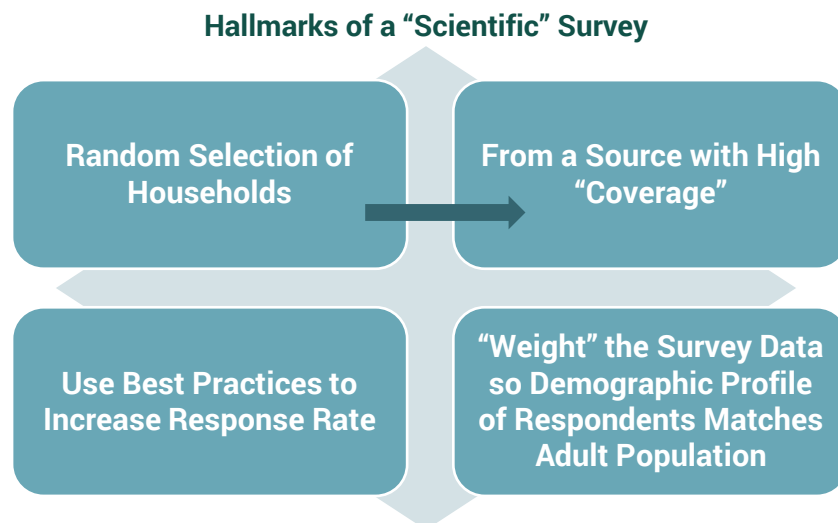 Hallmarks of a “Scientific” Survey
Random Selection of
Households
From a Source with High
“Coverage”
Use Best Practices to
Increase Response Rate
“Weight” the Survey Data
so Demographic Profile
of Respondents Matches
Adult Population